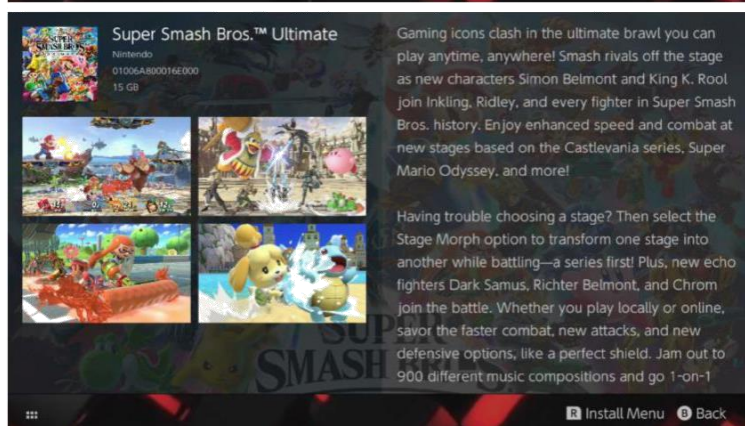 Super Smash Bros.™ Ultimate
Nintendo
01006A800016E000
15 GB
Gaming icons clash in the ultimate brawl you can
play anytime, anywhere! Smash rivals off the stage
as new characters Simon Belmont and King K. Rool
join Inkling, Ridley, and every fighter in Super Smash
Bros. history. Enjoy enhanced speed and combat at
new stages based on the Castlevania series, Super
Mario Odyssey, and more!
Having trouble choosing a stage? Then select the
Stage Morph option to transform one stage into
another while battling—a series first! Plus, new echo
fighters Dark Samus, Richter Belmont, and Chrom
join the battle. Whether you play locally or online,
savor the faster combat, new attacks, and new
defensive options, like a perfect shield. Jam out to
900 different music compositions and go 1-on-1
SUPER
SMASH BROS
R Install Menu B Back